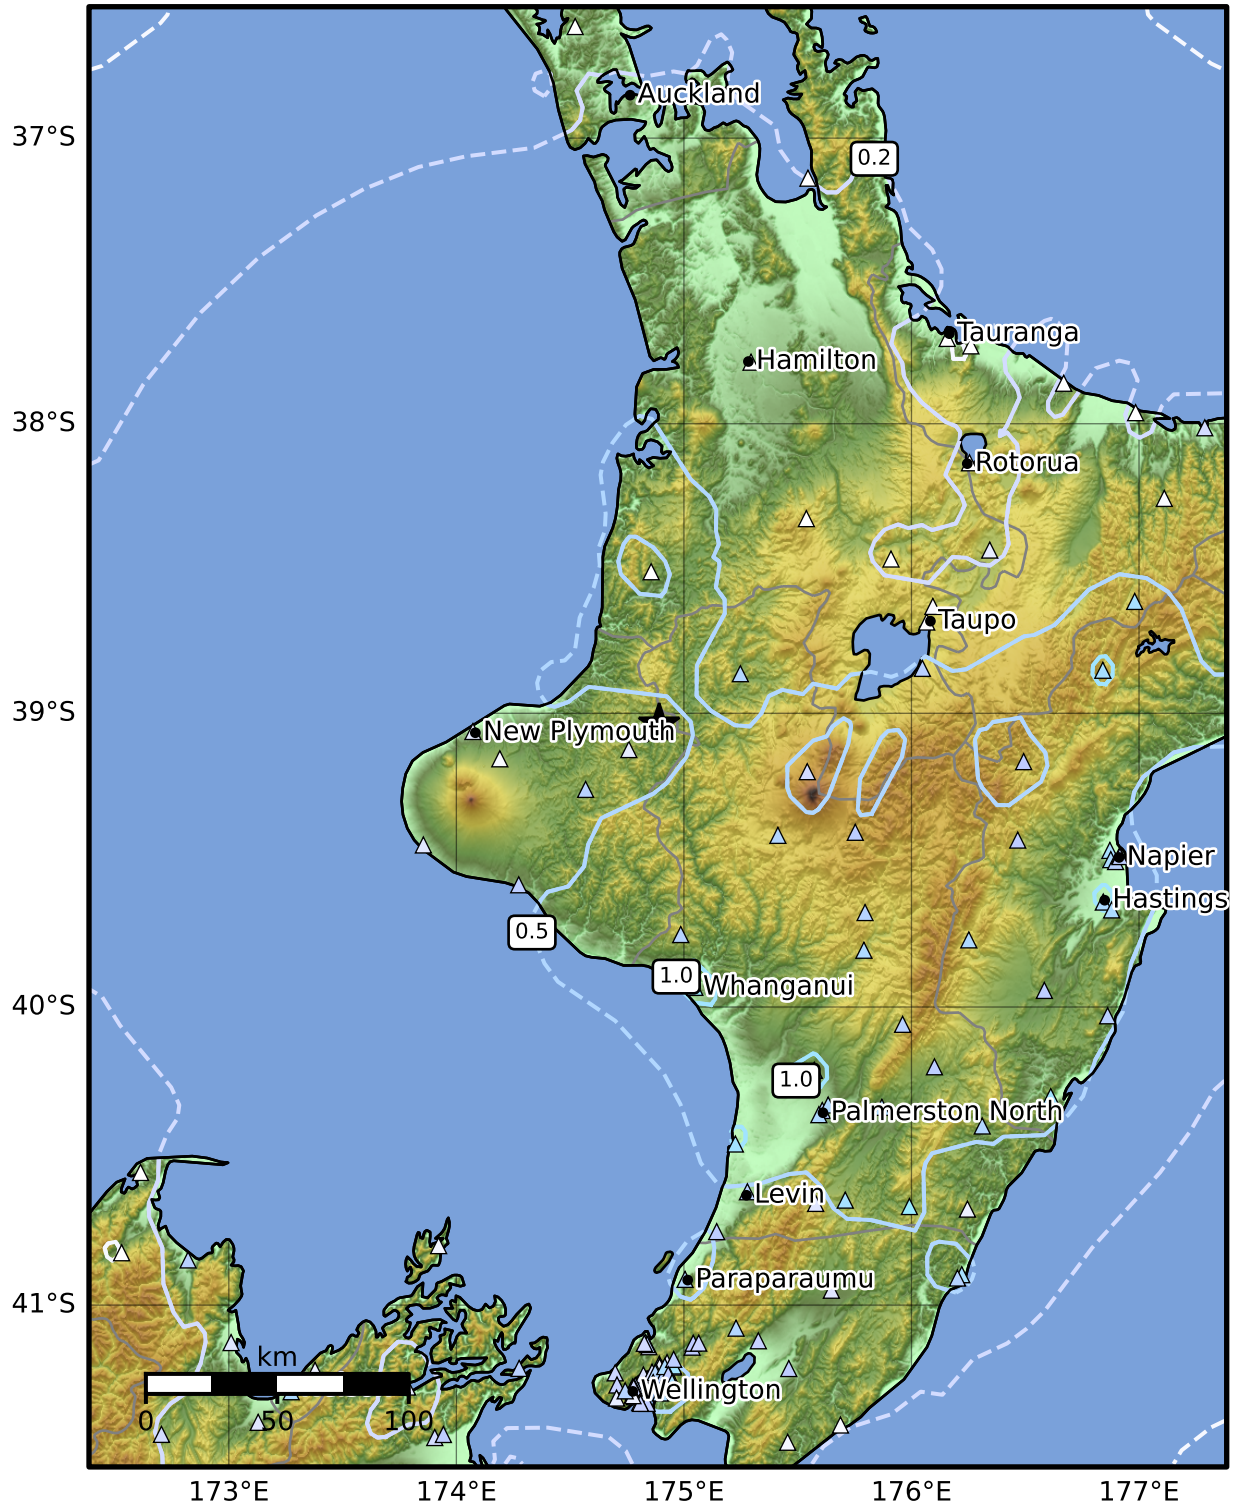 Auckland
37°S
0.2
Tauranga
Hamilton
38°S
Rotorua
Taupo
39°S
New Plymouth
Napier
Hastings
0.5
1.0
Whanganui
40°S
1.0
Palmerston North
Levin
Paraparaumu
41°S
km
Wellington
0 50 100
173°E 174°E 175°E 176°E 177°E